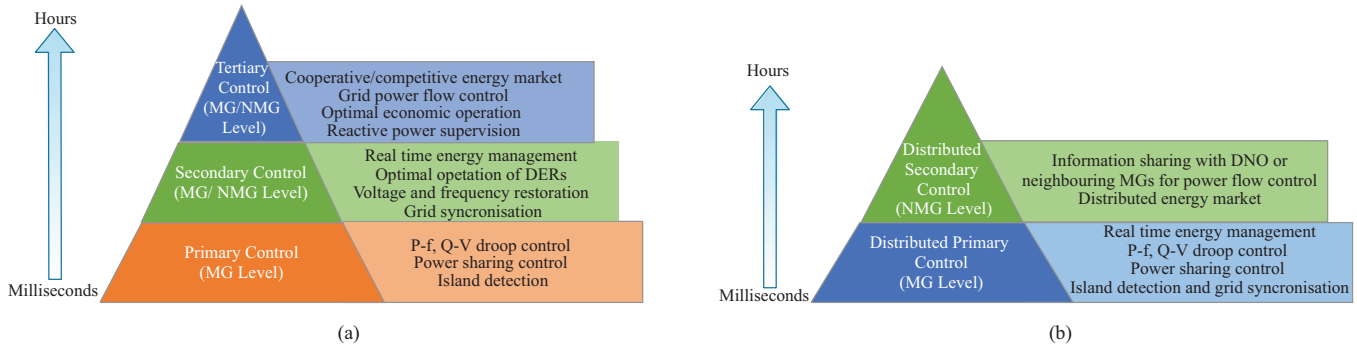 Hours
Tertiary
Control
(MG/NMG
Level)
Cooperative/competitive energy market
Grid power flow control
Optimal economic operation
Reactive power supervision
Secondary Control
(MG/ NMG Level)
Real time energy management
Optimal opetation of DERs
Voltage and frequency restoration
Grid syncronisation
Primary Control
(MG Level)
P-f, Q-V droop control
Power sharing control
Island detection
Milliseconds
(a)
Hours
Distributed
Secondary
Control
(NMG Level)
Information sharing with DNO or
neighbouring MGs for power flow control
Distributed energy market
Distributed Primary
Control
(MG Level)
Real time energy management
P-f, Q-V droop control
Power sharing control
Island detection and grid syncronisation
Milliseconds
(b)